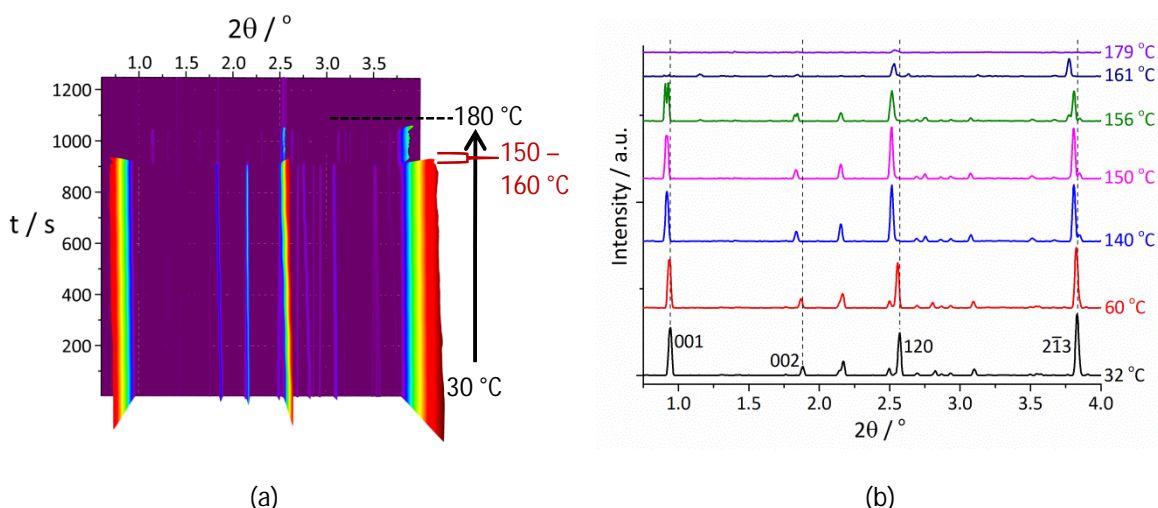 2θ / °
1.0 1.5 2.0 2.5 3.0 3.5
1200
1000
800
600
400
200
t / s
180 °C
150 –
160 °C
30 °C
(a)
Intensity / a.u.
179 °C
161 °C
156 °C
150 °C
140 °C
60 °C
32 °C
001
002
120
21̅3
1.0 1.5 2.0 2.5 3.0 3.5 4.0
2θ / °
(b)